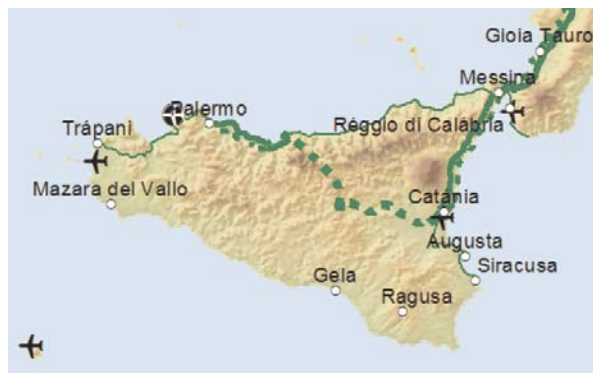 Gioia Tauro
Messina
Palermo
Réggio di Calábria
Trápani
Mazara del Vallo
Catánia
Augusta
Siracusa
Gela
Ragusa